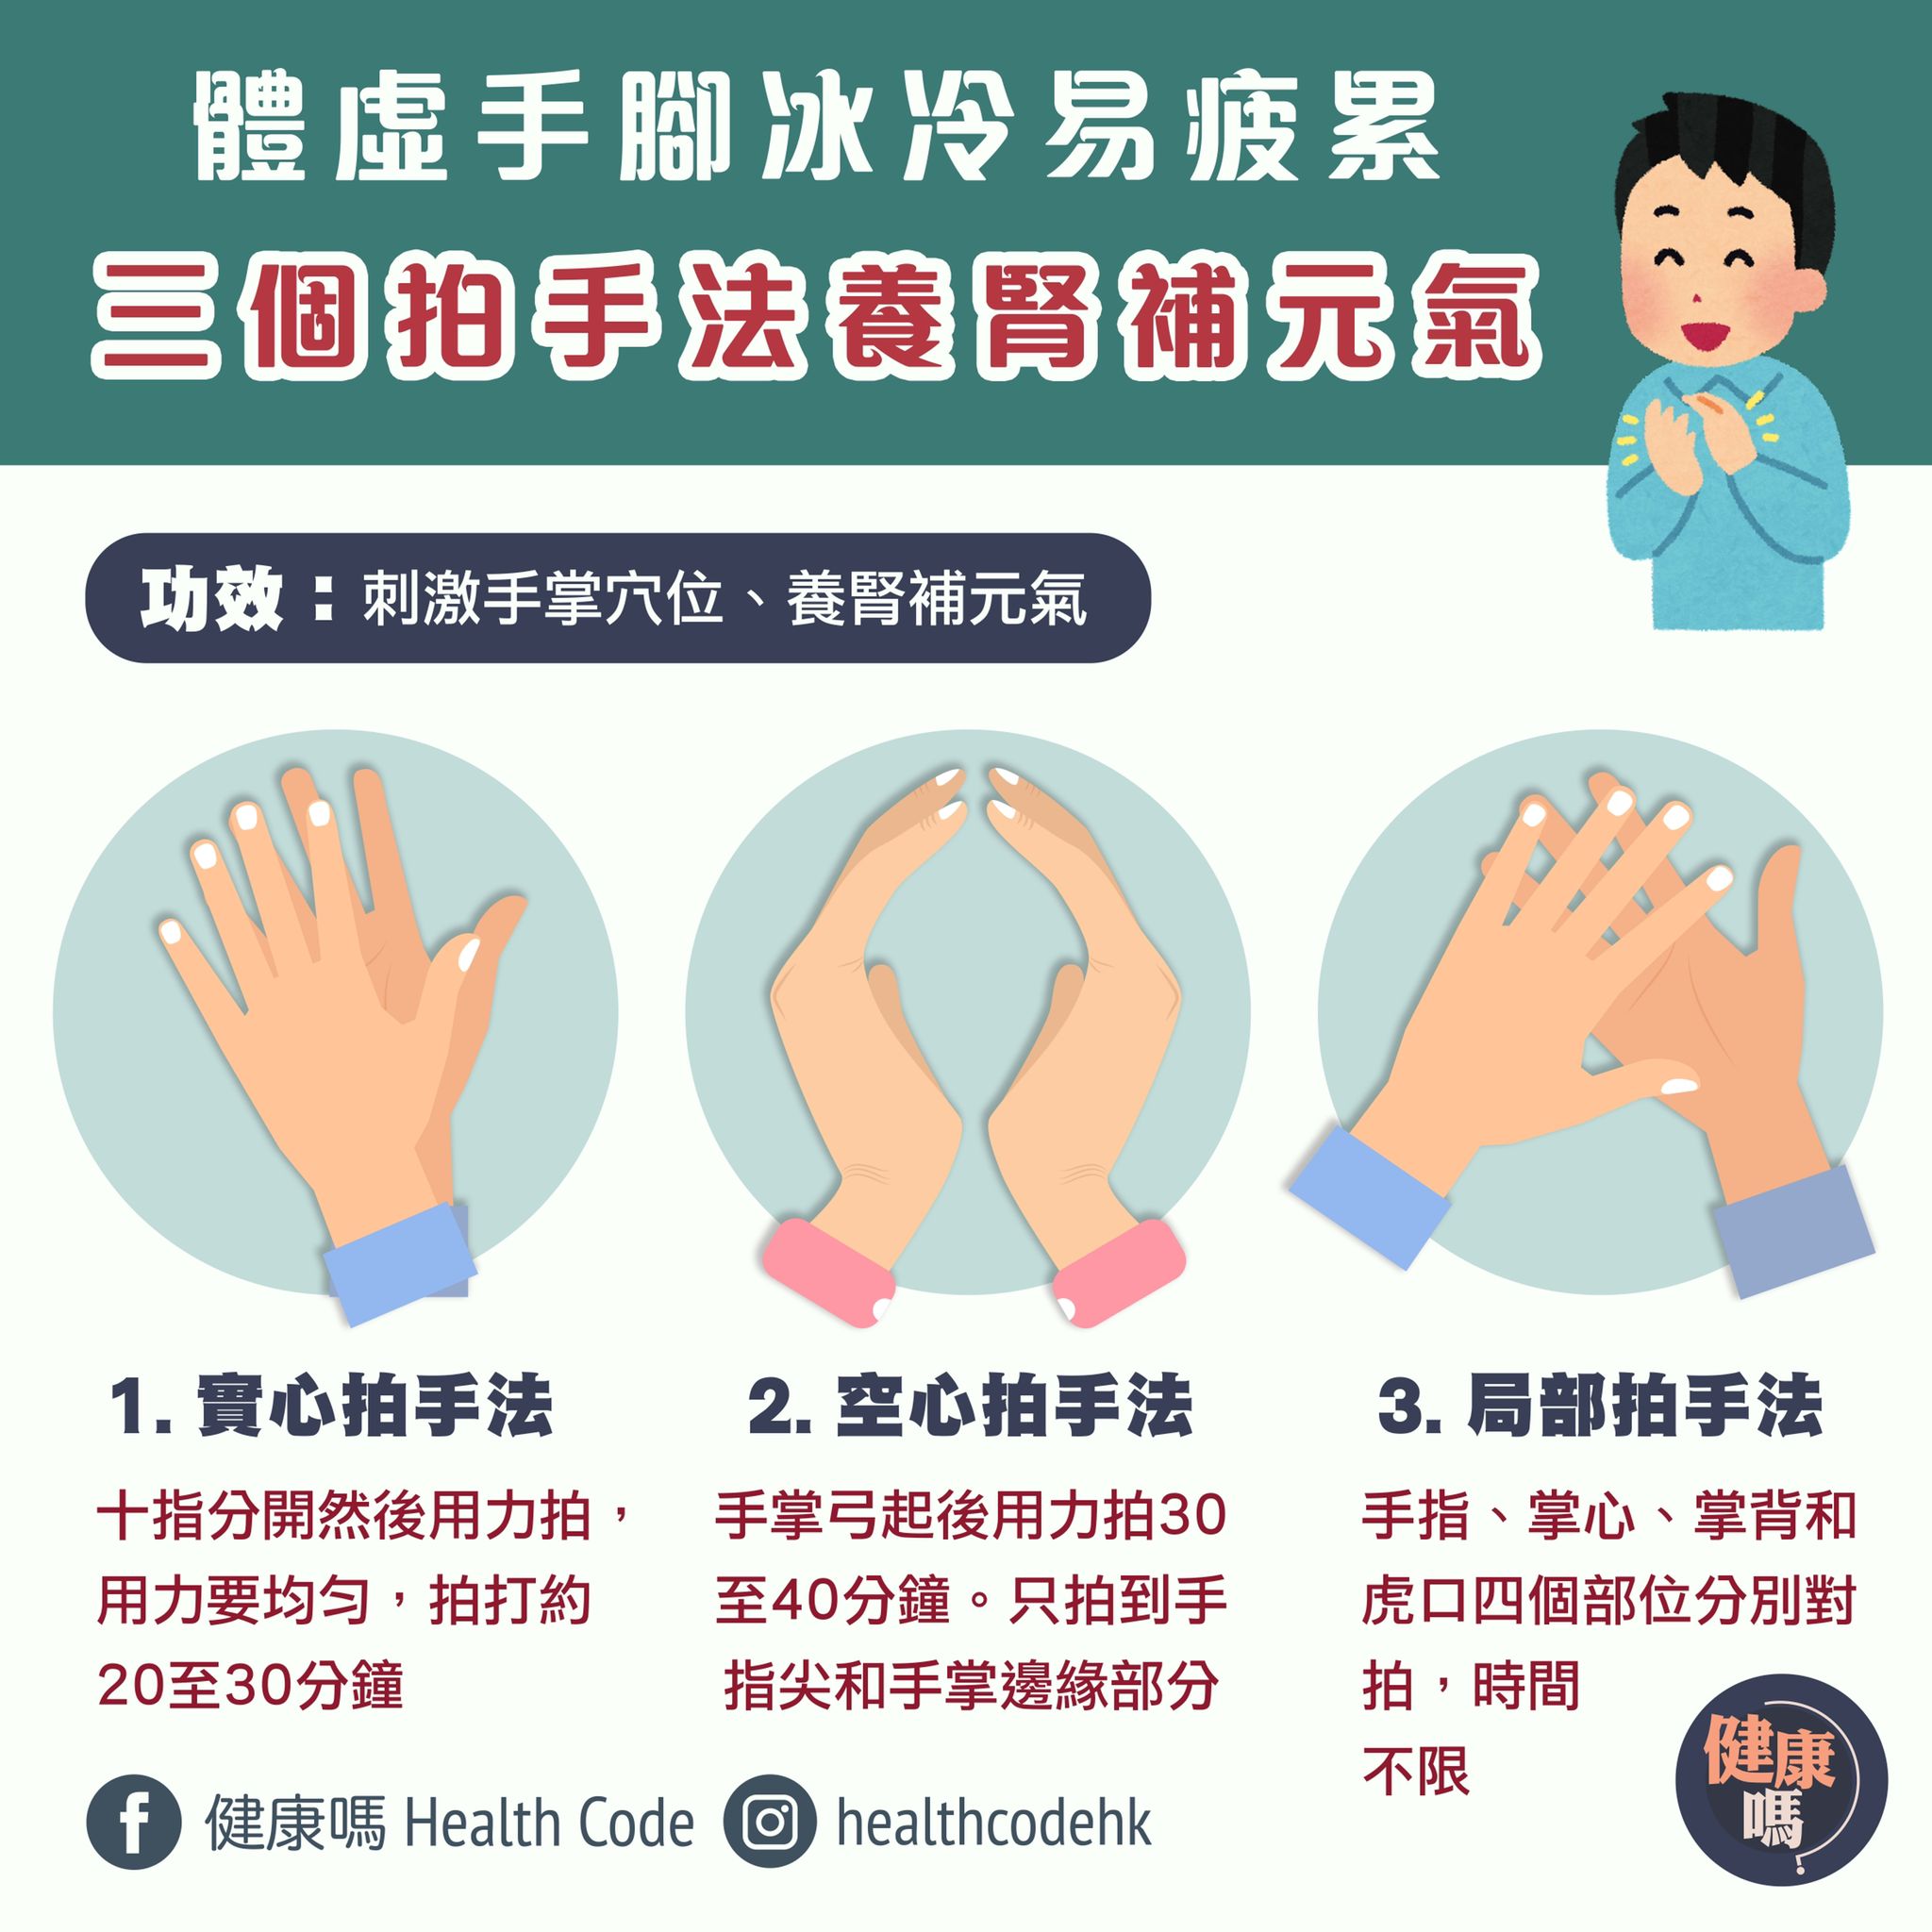 體虛手腳冰冷易疲累
三個拍手法養腎補元氣
功效：刺激手掌穴位、養腎補元氣
1. 實心拍手法
十指分開然後用力拍，
用力要均勻，拍打約
20至30分鐘
2. 空心拍手法
手掌弓起後用力拍30
至40分鐘。只拍到手
指尖和手掌邊緣部分
3. 局部拍手法
手指、掌心、掌背和
虎口四個部位分別對
拍，時間
不限
健康嗎 Health Code
healthcodehk
健康
嗎